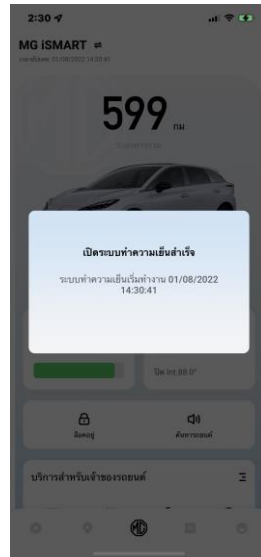 2:30
MG iSMART
599 กม
เปิดระบบทำความเย็นสำเร็จ
ระบบทำความเย็นเริ่มทำงาน 01/08/2022
14:30:41
ล็อคอยู่
ค้นหารถยนต์
บริการสำหรับเจ้าของรถยนต์